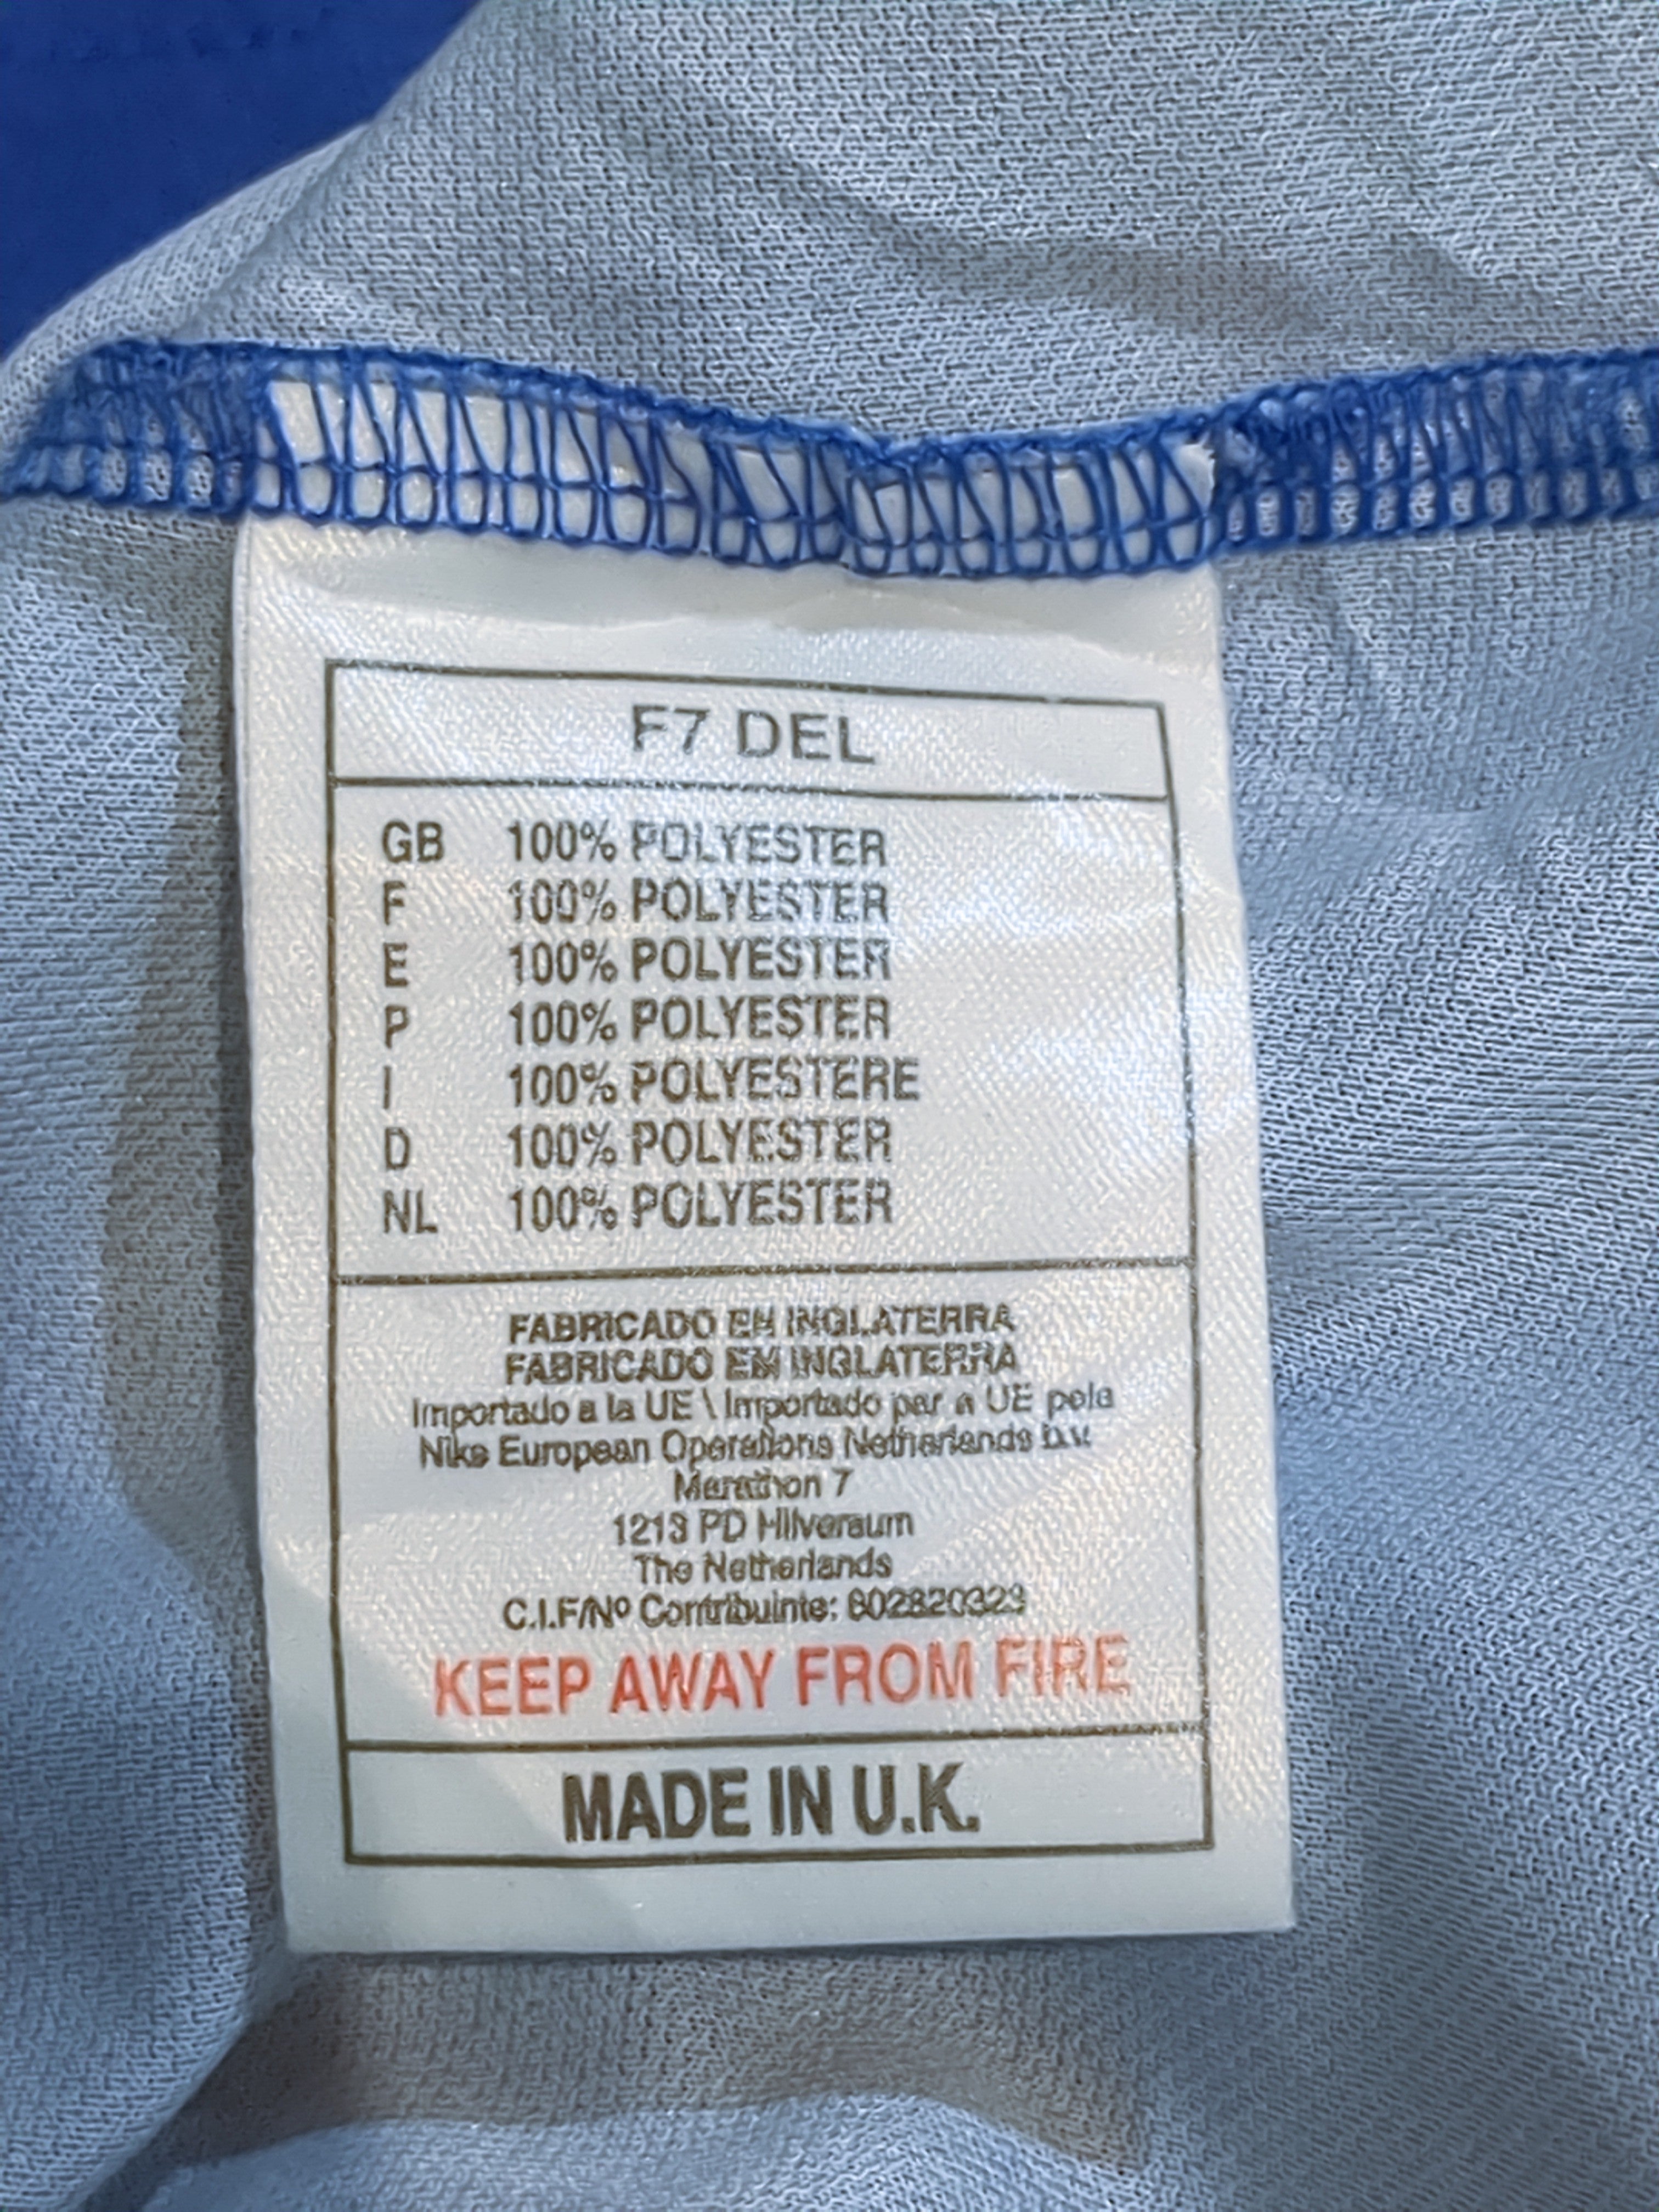 F7 DEL
GB 100% POLYESTER
F 100% POLYESTER
E 100% POLYESTER
P 100% POLYESTER
I 100% POLYESTERE
D 100% POLYESTER
NL 100% POLYESTER
FABRICADO EN INGLATERRA
FABRICADO EM INGLATERRA
Importado a la UE \ Importado par a UE pela
Nike European Operations Netherlands b.v.
Marathon 7
1213 PD Hilversum
The Netherlands
C.I.F/Nº Contribuinte: 802820323
KEEP AWAY FROM FIRE
MADE IN U.K.